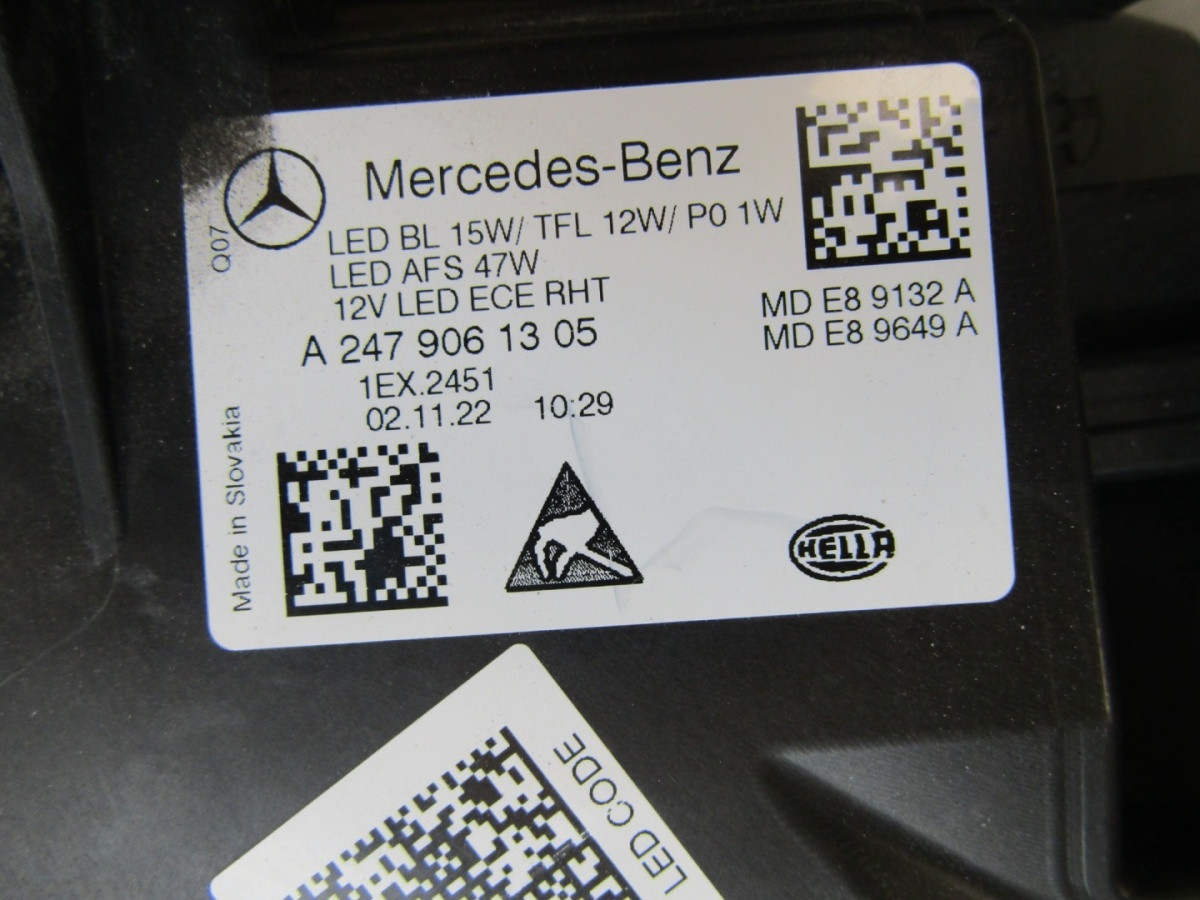 Mercedes-Benz
Q07
LED BL 15W/ TFL 12W/ P0 1W
LED AFS 47W
12V LED ECE RHT
A 247 906 13 05
1EX.2451
02.11.22 10:29
MD E8 9132 A
MD E8 9649 A
Made in Slovakia
HELLA
LED CODE